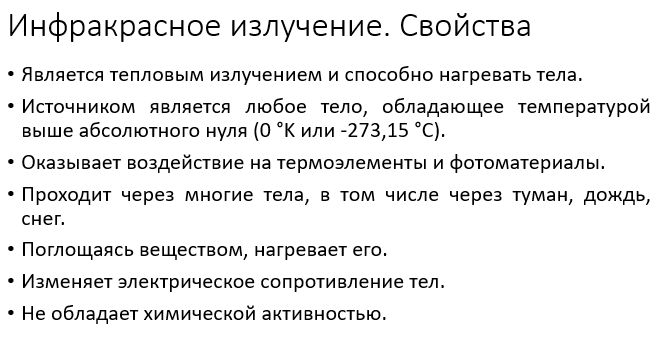 Инфракрасное излучение. Свойства
• Является тепловым излучением и способно нагревать тела.
• Источником является любое тело, обладающее температурой
выше абсолютного нуля (0 °K или -273,15 °C).
• Оказывает воздействие на термоэлементы и фотоматериалы.
• Проходит через многие тела, в том числе через туман, дождь,
снег.
• Поглощаясь веществом, нагревает его.
• Изменяет электрическое сопротивление тел.
• Не обладает химической активностью.